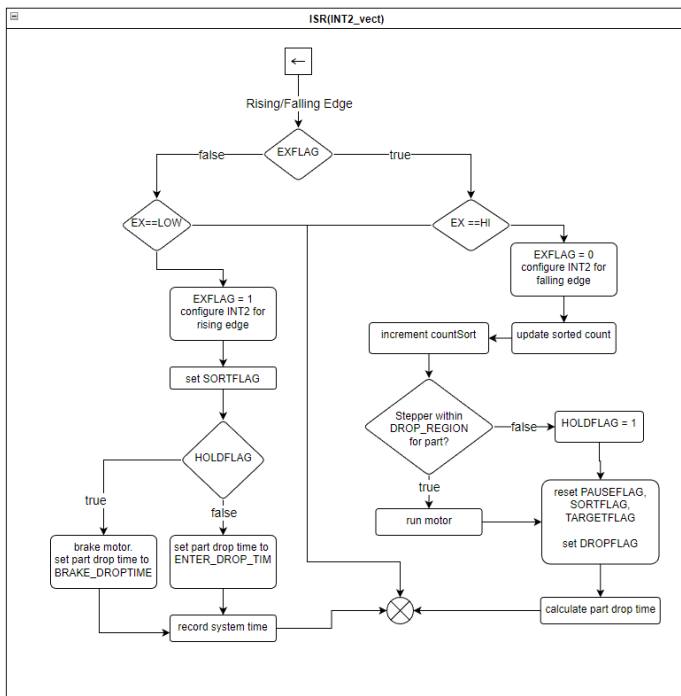 ISR(INT2_vect)
←
Rising/Falling Edge
EXFLAG
false
true
EX==LOW
EX ==HI
EXFLAG = 0
configure INT2 for
falling edge
EXFLAG = 1
configure INT2 for
rising edge
increment countSort
update sorted count
set SORTFLAG
Stepper within
DROP_REGION
for part?
false
HOLDFLAG = 1
HOLDFLAG
true
false
true
run motor
reset PAUSEFLAG,
SORTFLAG,
TARGETFLAG
set DROPFLAG
brake motor.
set part drop time to
BRAKE_DROPTIME
set part drop time to
ENTER_DROP_TIM
record system time
calculate part drop time